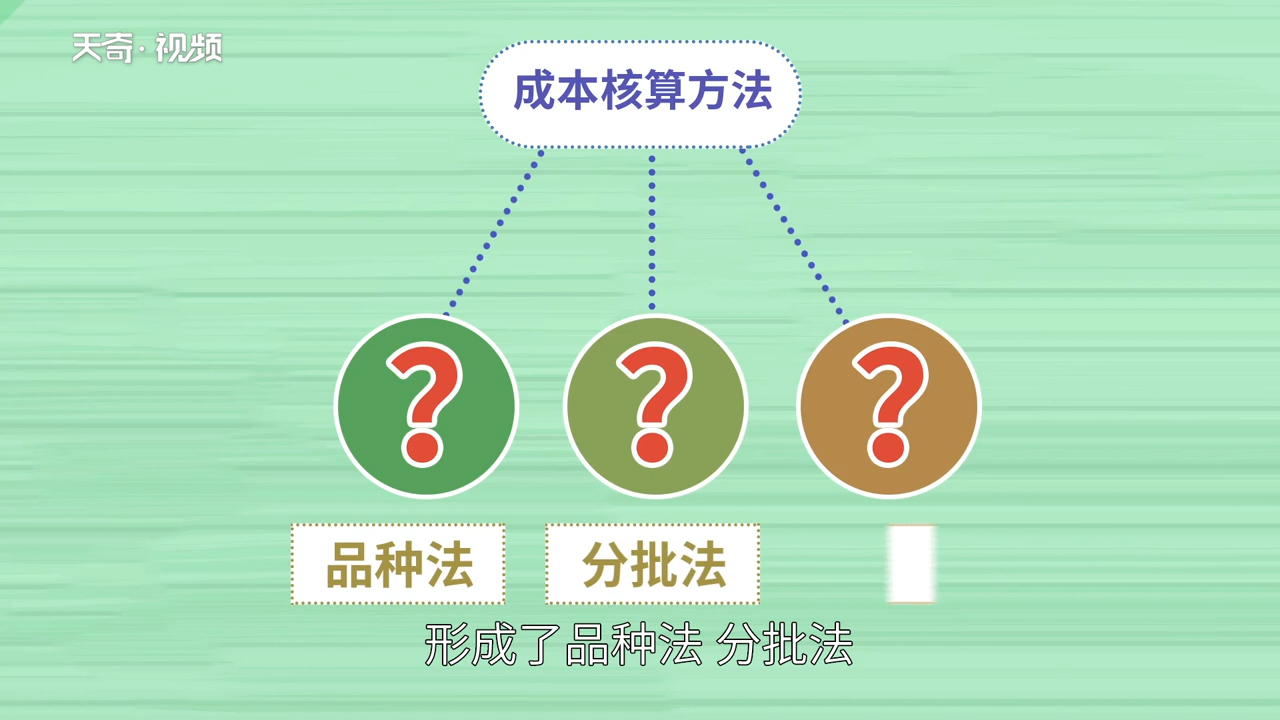 天奇·视频
成本核算方法
? ? ?
品种法 分批法
形成了品种法 分批法